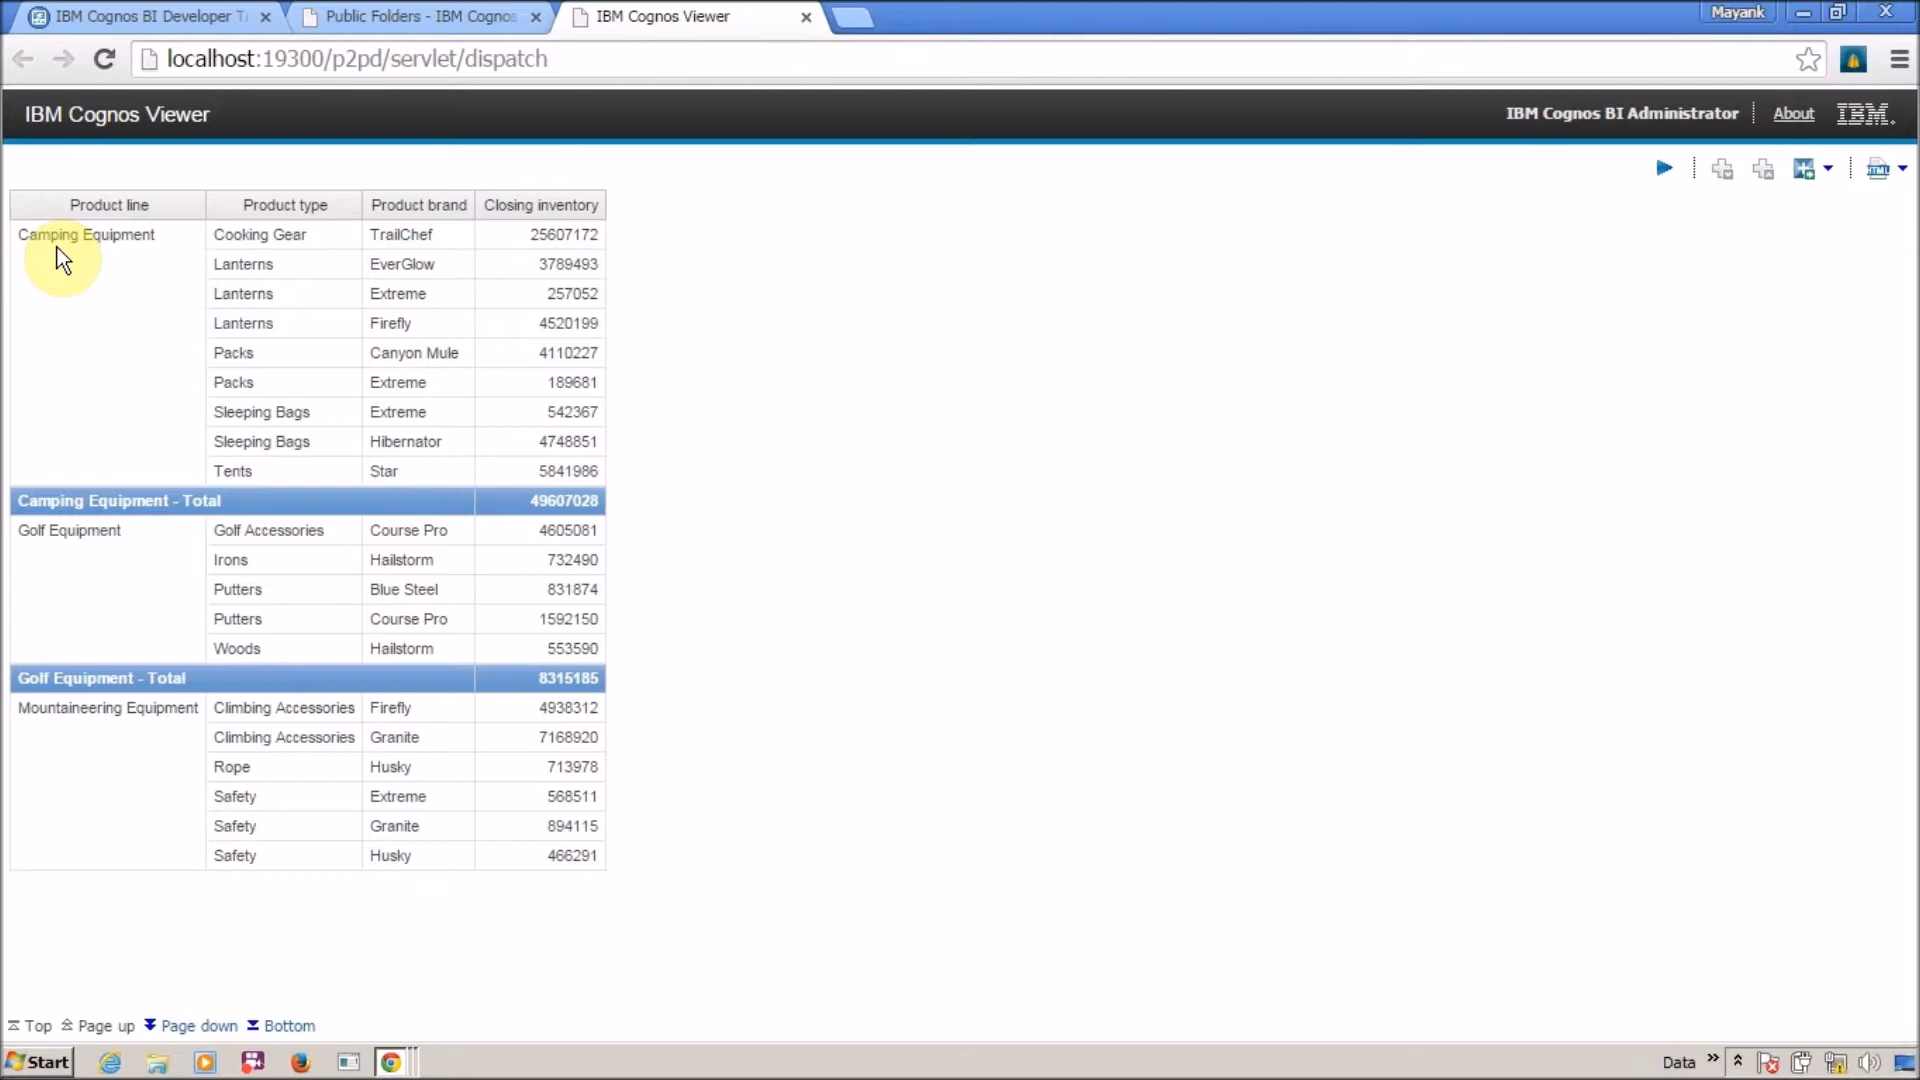 IBM Cognos BI Developer T
Public Folders - IBM Cognos
IBM Cognos Viewer
Mayank
localhost:19300/p2pd/servlet/dispatch
IBM Cognos Viewer
IBM Cognos BI Administrator About IBM.
HTML
Product line Product type Product brand Closing inventory
Camping Equipment Cooking Gear TrailChef 25607172
Lanterns EverGlow 3789493
Lanterns Extreme 257052
Lanterns Firefly 4520199
Packs Canyon Mule 4110227
Packs Extreme 189681
Sleeping Bags Extreme 542367
Sleeping Bags Hibernator 4748851
Tents Star 5841986
Camping Equipment - Total 49607028
Golf Equipment Golf Accessories Course Pro 4605081
Irons Hailstorm 732490
Putters Blue Steel 831874
Putters Course Pro 1592150
Woods Hailstorm 553590
Golf Equipment - Total 8315185
Mountaineering Equipment Climbing Accessories Firefly 4938312
Climbing Accessories Granite 7168920
Rope Husky 713978
Safety Extreme 568511
Safety Granite 894115
Safety Husky 466291
Top Page up Page down Bottom
Start Data »